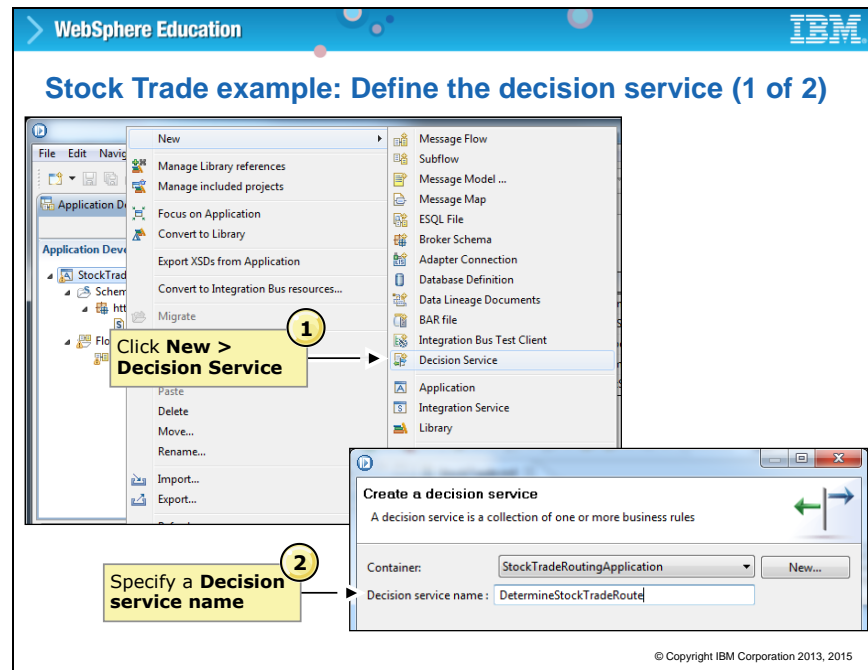 WebSphere Education
IBM
Stock Trade example: Define the decision service (1 of 2)
File Edit Navig
Application D
Application Deve
StockTrad
Schem
htt
Flo
New
Manage Library references
Manage included projects
Focus on Application
Convert to Library
Export XSDs from Application
Convert to Integration Bus resources...
Migrate
Paste
Delete
Move...
Rename...
Import...
Export...
Message Flow
Subflow
Message Model ...
Message Map
ESQL File
Broker Schema
Adapter Connection
Database Definition
Data Lineage Documents
BAR file
Integration Bus Test Client
Decision Service
Application
Integration Service
Library
1
Click New >
Decision Service
Create a decision service
A decision service is a collection of one or more business rules
Container: StockTradeRoutingApplication New...
Decision service name : DetermineStockTradeRoute
2
Specify a Decision
service name
© Copyright IBM Corporation 2013, 2015